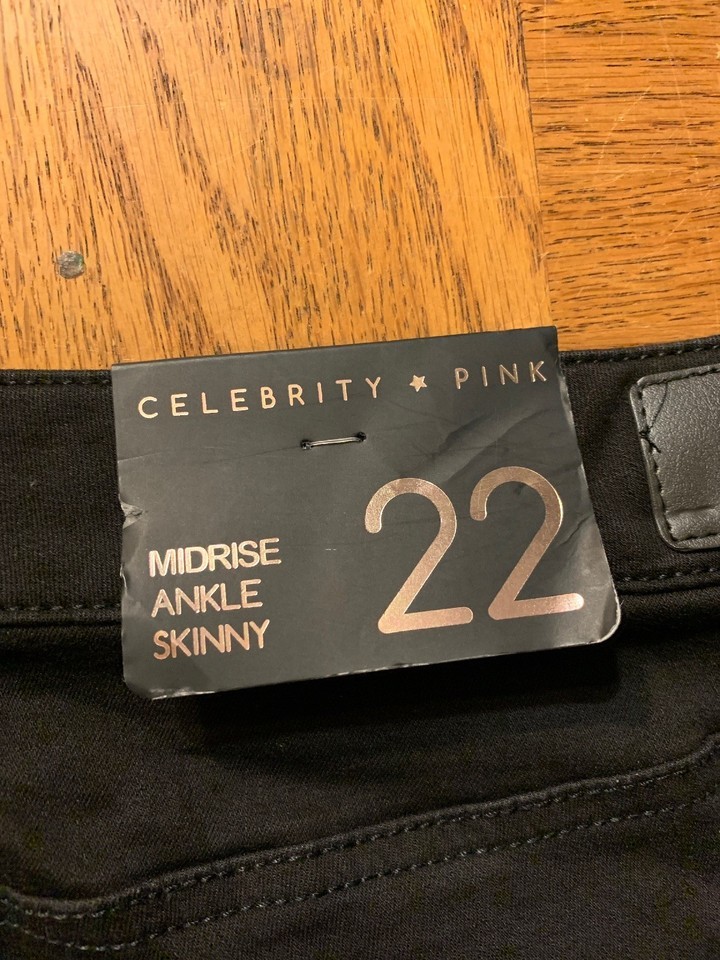 CELEBRITY ★ PINK
22
MIDRISE
ANKLE
SKINNY